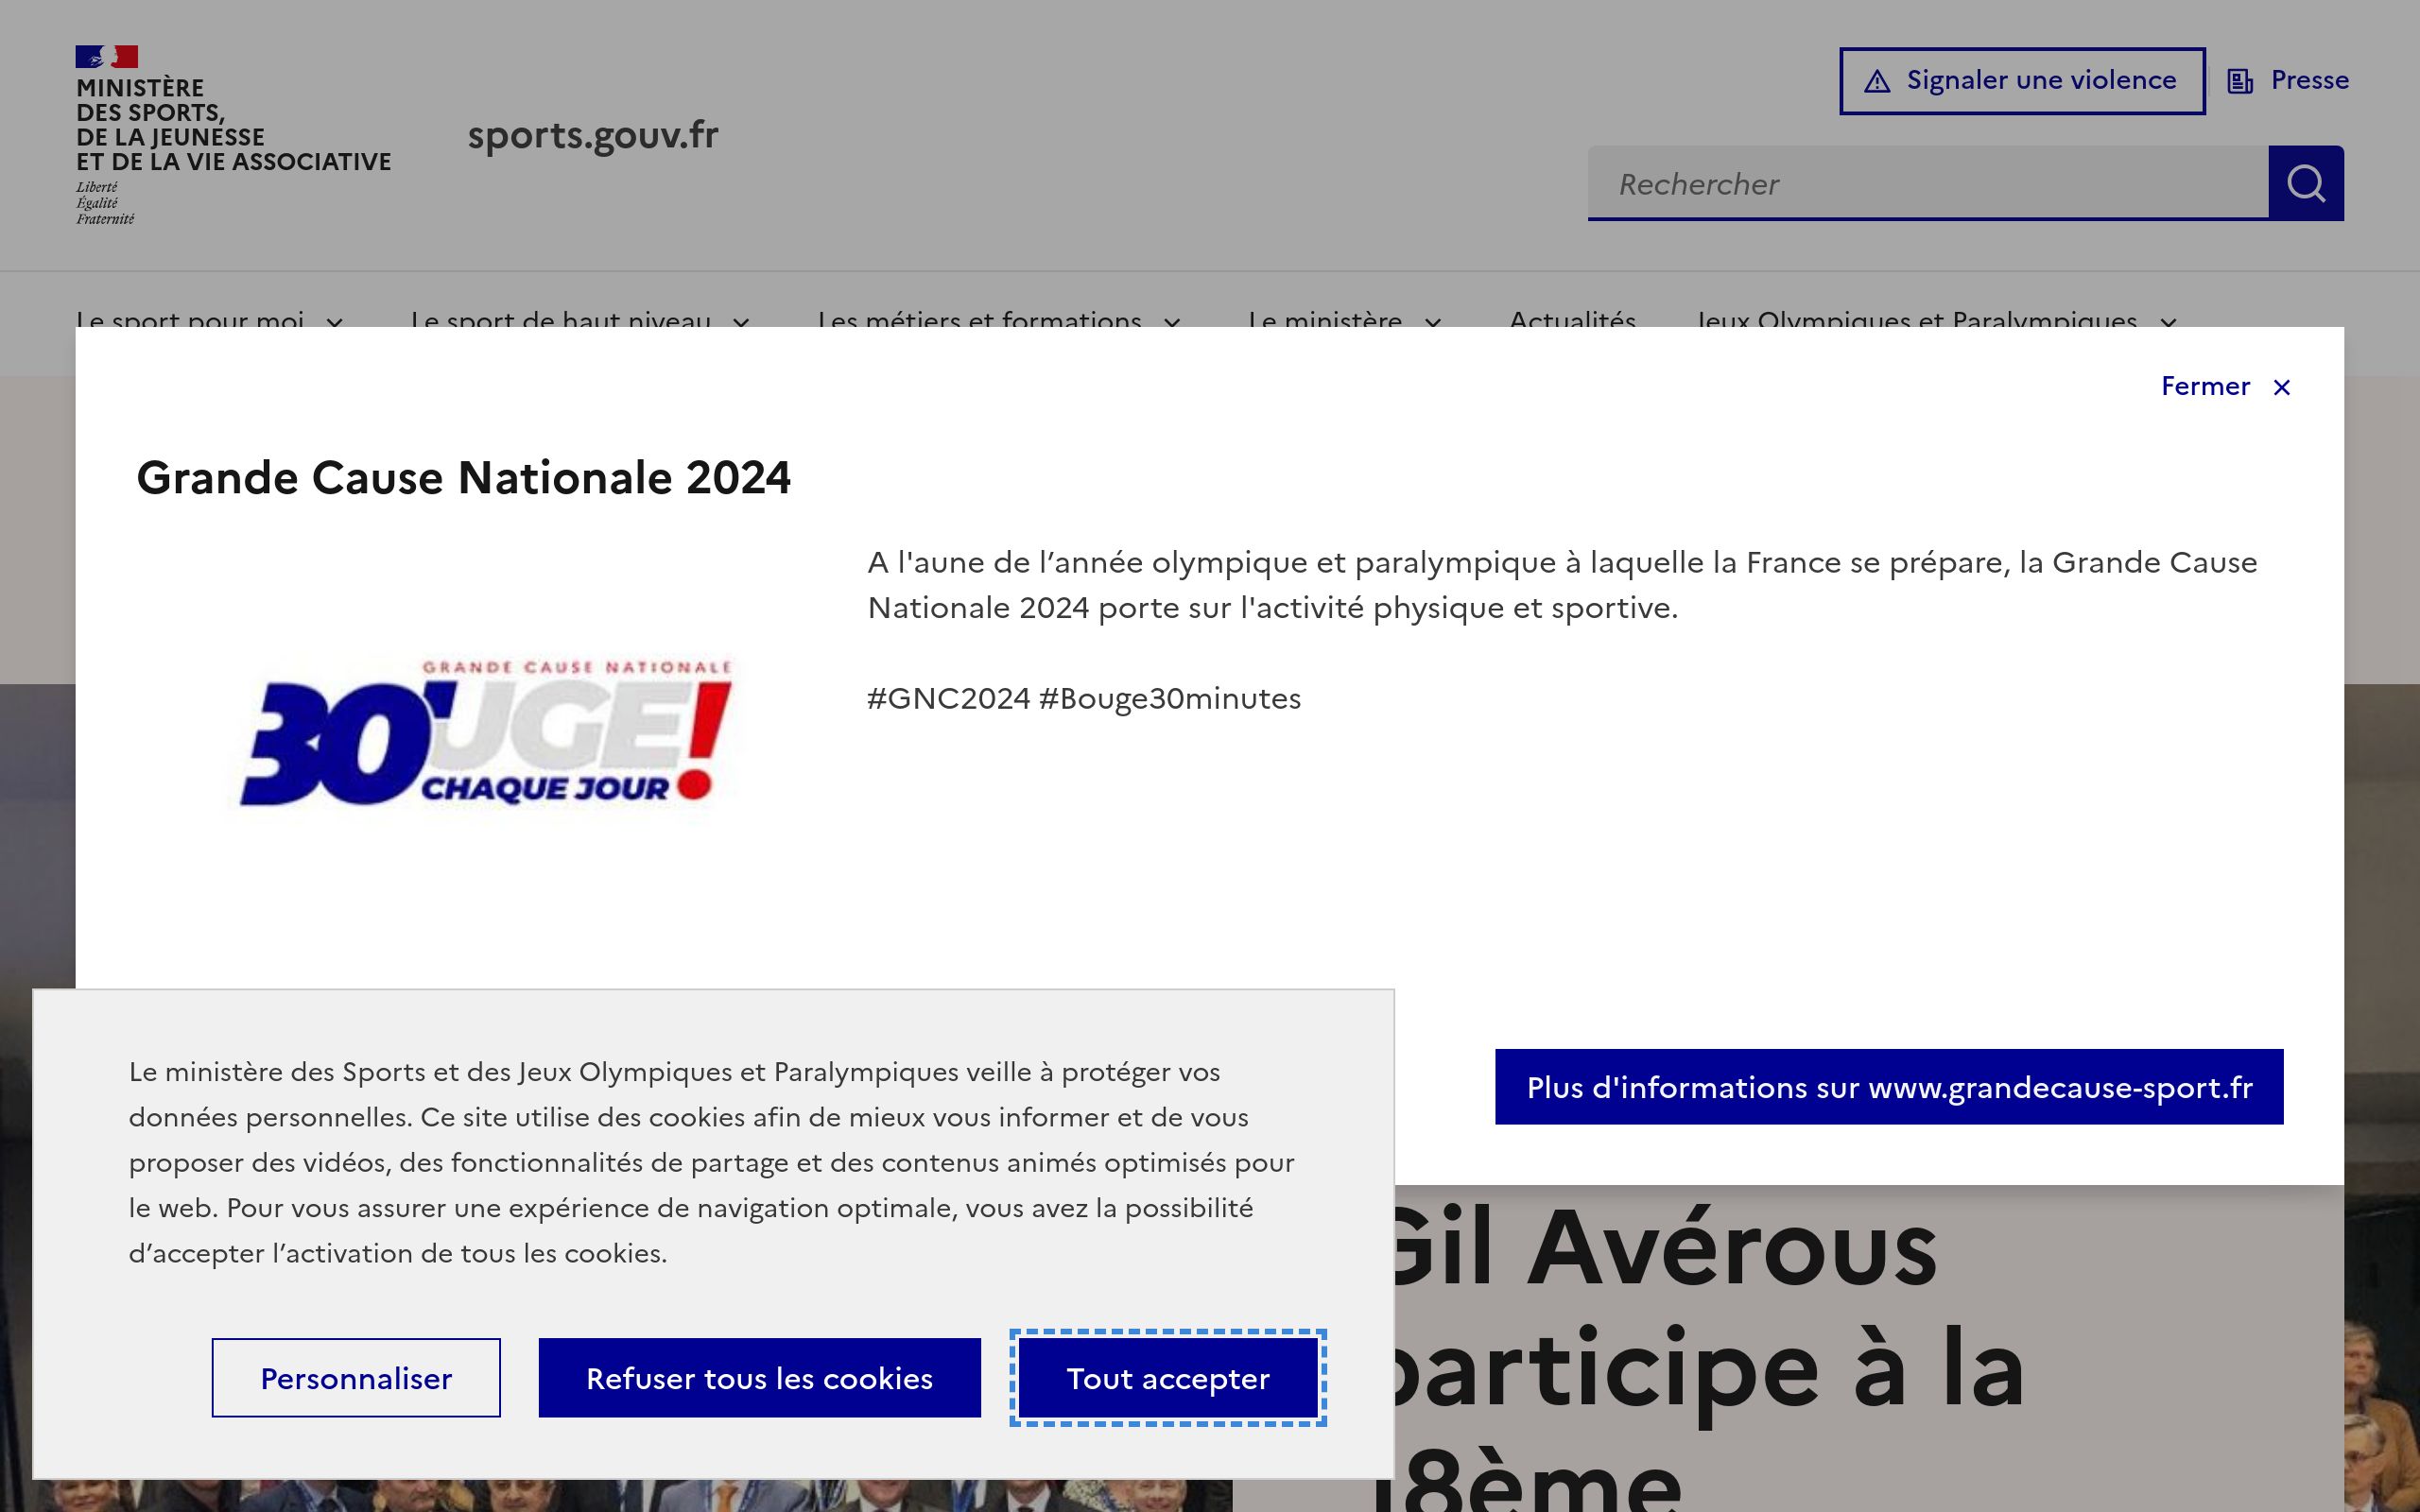 MINISTÈRE
DES SPORTS,
DE LA JEUNESSE
ET DE LA VIE ASSOCIATIVE
Liberté
Égalité
Fraternité
sports.gouv.fr
Signaler une violence
Presse
Rechercher
Le sport pour moi
Le sport de haut niveau
Les métiers et formations
Le ministère
Actualités
Jeux Olympiques et Paralympiques
Fermer
Grande Cause Nationale 2024
GRANDE CAUSE NATIONALE
30'UGE!
CHAQUE JOUR
A l'aune de l’année olympique et paralympique à laquelle la France se prépare, la Grande Cause
Nationale 2024 porte sur l'activité physique et sportive.
#GNC2024 #Bouge30minutes
Plus d'informations sur www.grandecause-sport.fr
Le ministère des Sports et des Jeux Olympiques et Paralympiques veille à protéger vos
données personnelles. Ce site utilise des cookies afin de mieux vous informer et de vous
proposer des vidéos, des fonctionnalités de partage et des contenus animés optimisés pour
le web. Pour vous assurer une expérience de navigation optimale, vous avez la possibilité
d’accepter l’activation de tous les cookies.
Personnaliser
Refuser tous les cookies
Tout accepter
Gil Avérous
participe à la
18ème